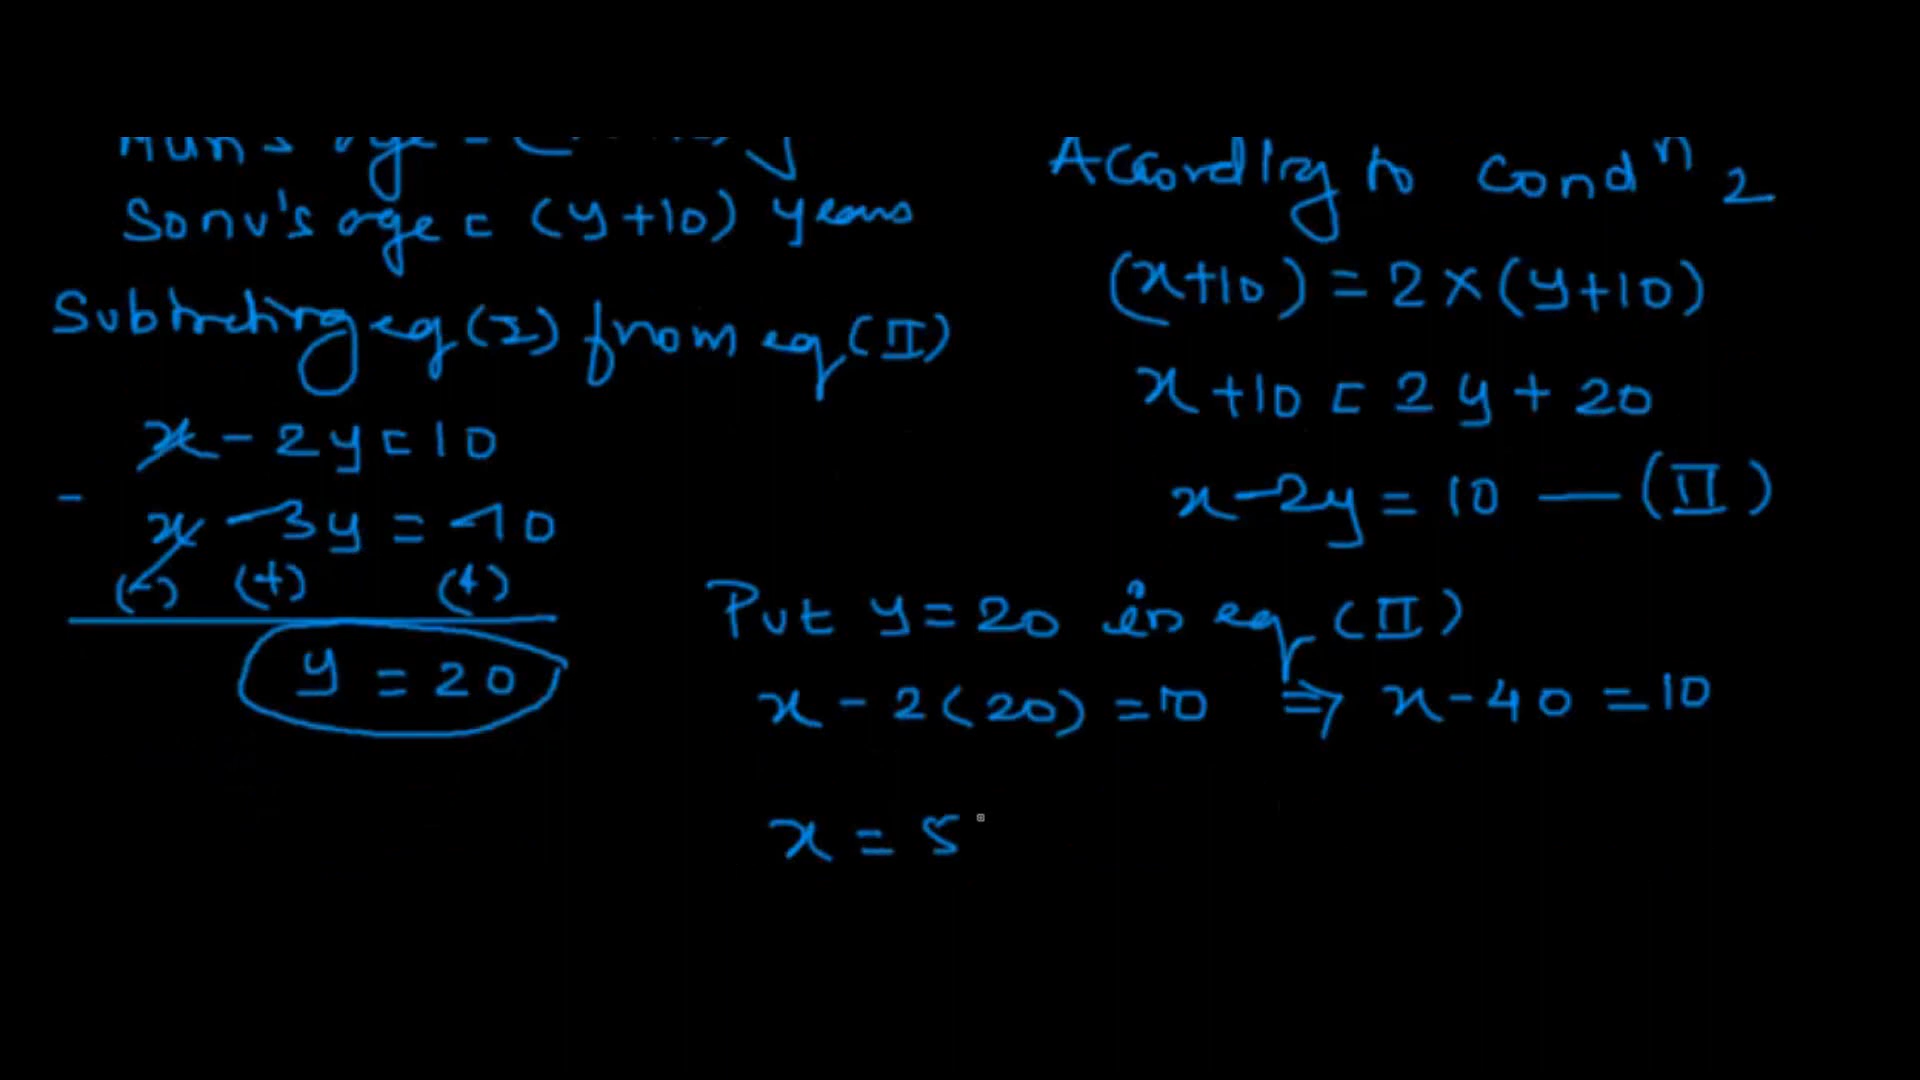 Sonu's age = (y+10) years
Subtracting eq (I) from eq (II)
x - 2y = 10
- x - 3y = -10
(-) (+) (+)
y = 20
According to condⁿ 2
(x+10) = 2 × (y+10)
x + 10 = 2y + 20
x - 2y = 10 — (II)
Put y = 20 in eq (II)
x - 2(20) = 10 ⇒ x - 40 = 10
x = 5